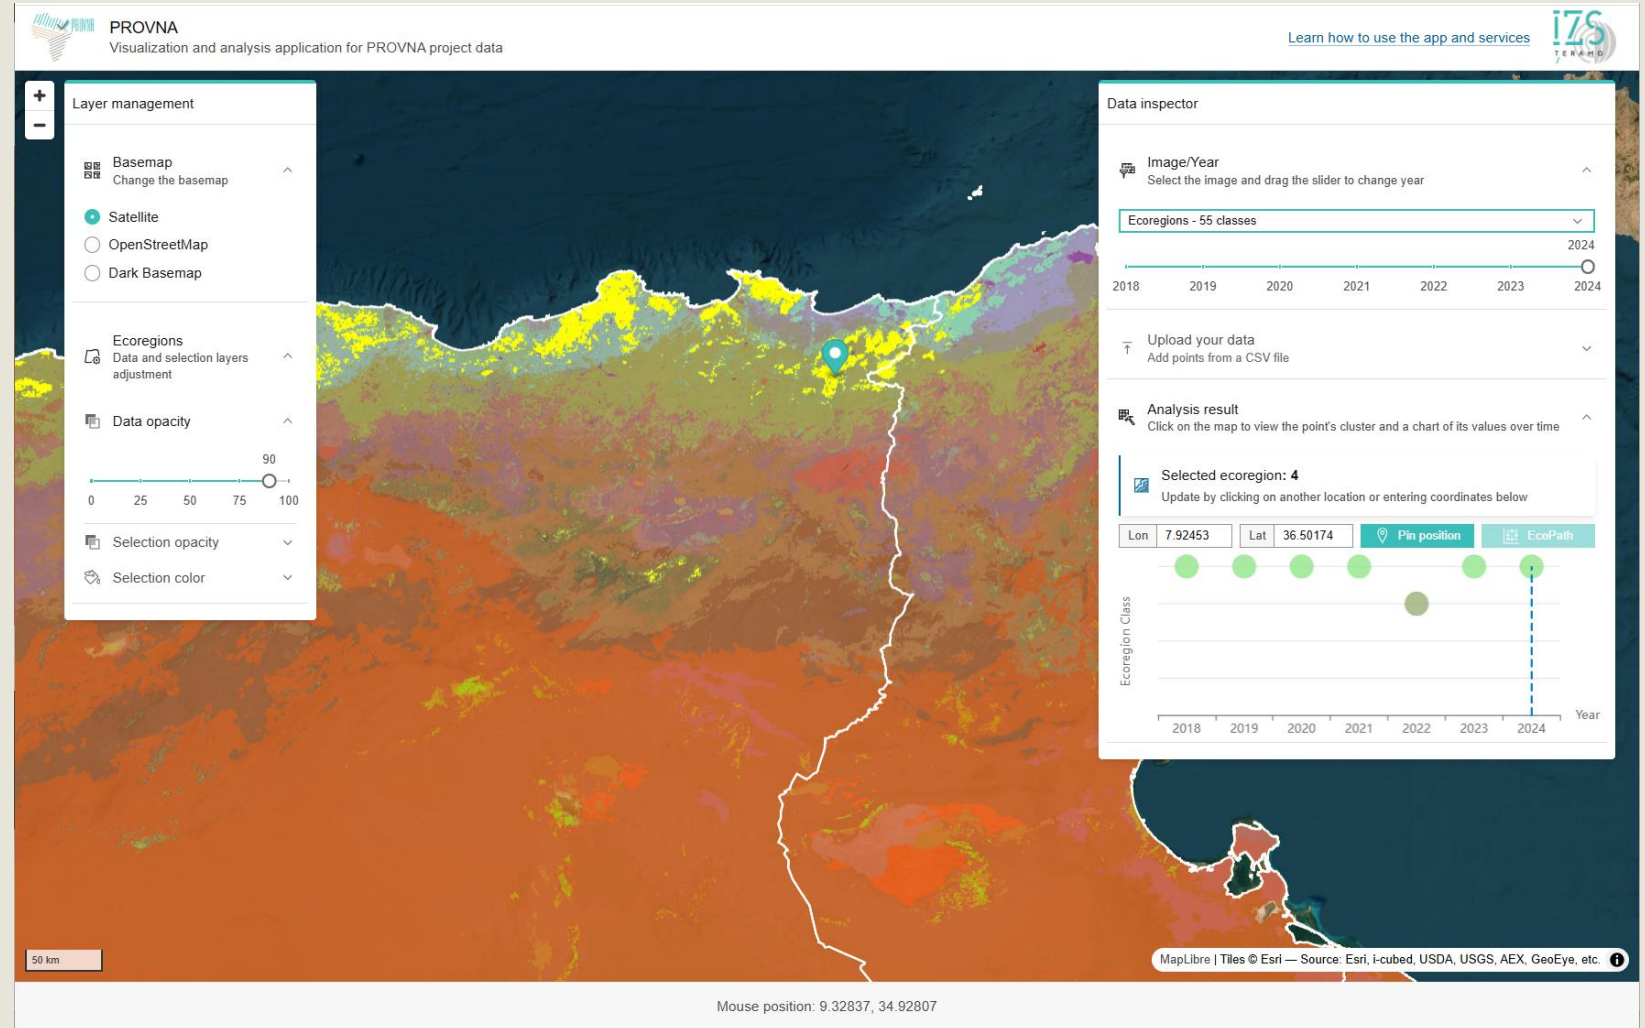 PROVNA
PROVNA
Visualization and analysis application for PROVNA project data
Learn how to use the app and services
IZS
TERAMO
+
−
Layer management
Basemap
Change the basemap
Satellite
OpenStreetMap
Dark Basemap
Ecoregions
Data and selection layers
adjustment
Data opacity
90
0 25 50 75 100
Selection opacity
Selection color
Data inspector
Image/Year
Select the image and drag the slider to change year
Ecoregions - 55 classes
2024
2018 2019 2020 2021 2022 2023 2024
Upload your data
Add points from a CSV file
Analysis result
Click on the map to view the point's cluster and a chart of its values over time
Selected ecoregion: 4
Update by clicking on another location or entering coordinates below
Lon 7.92453 Lat 36.50174 Pin position EcoPath
Ecoregion Class
Year
2018 2019 2020 2021 2022 2023 2024
50 km
MapLibre | Tiles © Esri — Source: Esri, i-cubed, USDA, USGS, AEX, GeoEye, etc.
Mouse position: 9.32837, 34.92807